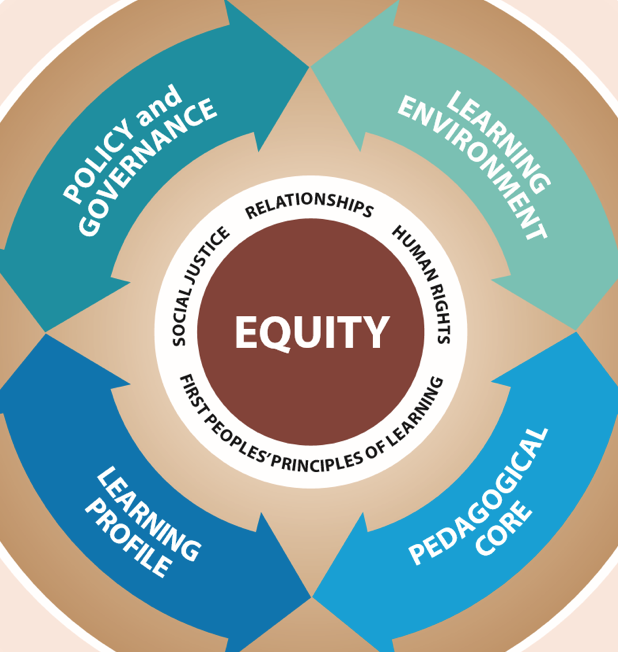 POLICY and
GOVERNANCE
LEARNING
ENVIRONMENT
RELATIONSHIPS
SOCIAL JUSTICE
HUMAN RIGHTS
EQUITY
FIRST PEOPLES’PRINCIPLES OF LEARNING
LEARNING
PROFILE
PEDAGOGICAL
CORE